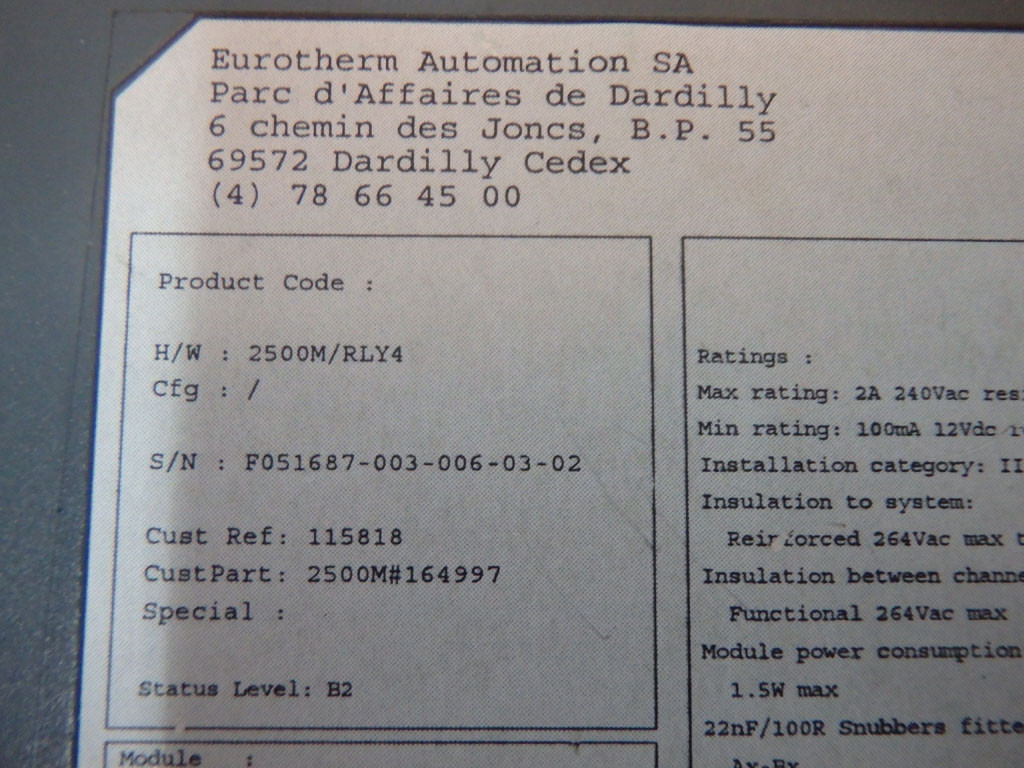 Eurotherm Automation SA
Parc d'Affaires de Dardilly
6 chemin des Joncs, B.P. 55
69572 Dardilly Cedex
(4) 78 66 45 00
Product Code :
H/W : 2500M/RLY4
Cfg : /
S/N : F051687-003-006-03-02
Cust Ref: 115818
CustPart: 2500M#164997
Special :
Status Level: B2
Module :
Ratings :
Max rating: 2A 240Vac
Min rating: 100mA 12Vdc
Installation category: II
Insulation to system:
Reinforced 264Vac max
Insulation between
Functional 264Vac max
Module power consumption
1.5W max
22nF/100R Snubbers
Ax-Bx